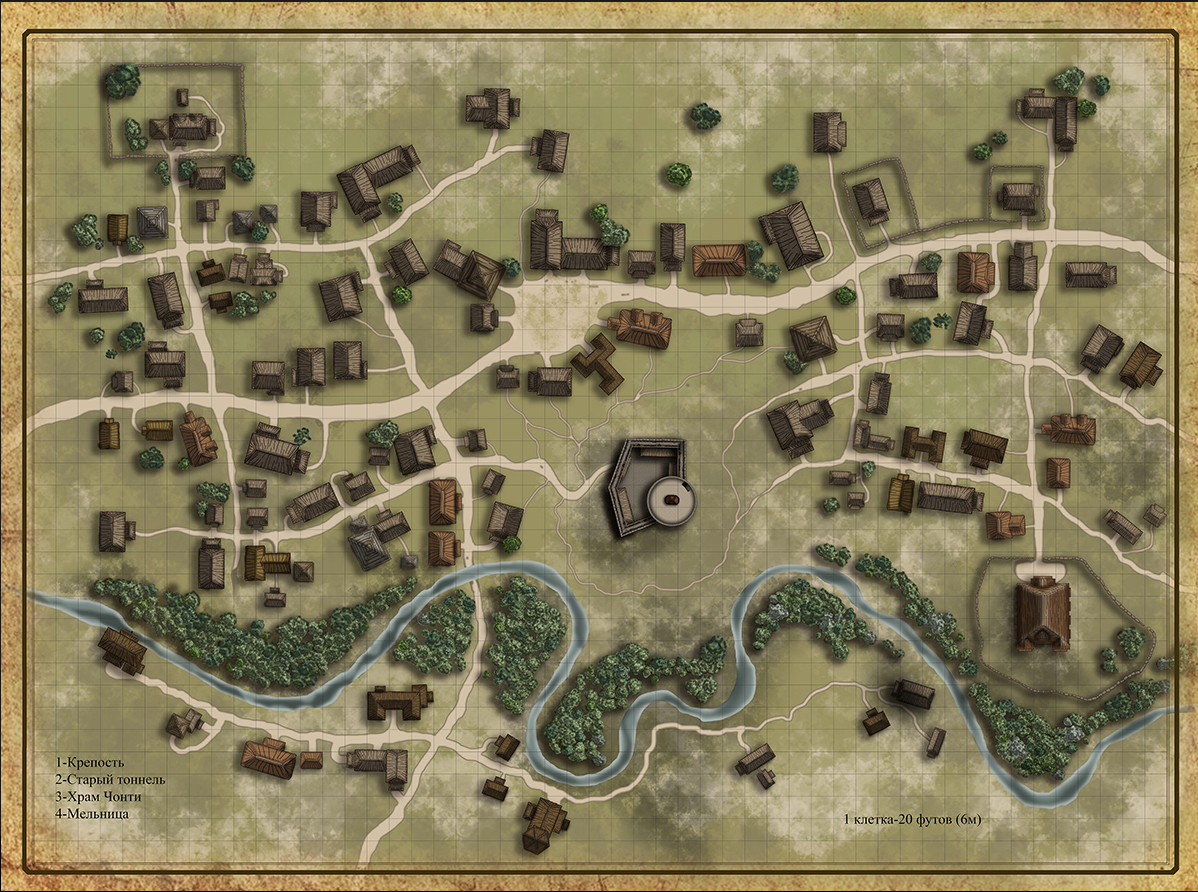 1-Крепость
2-Старый тоннель
3-Храм Чонти
4-Мельница
1 клетка-20 футов (6м)